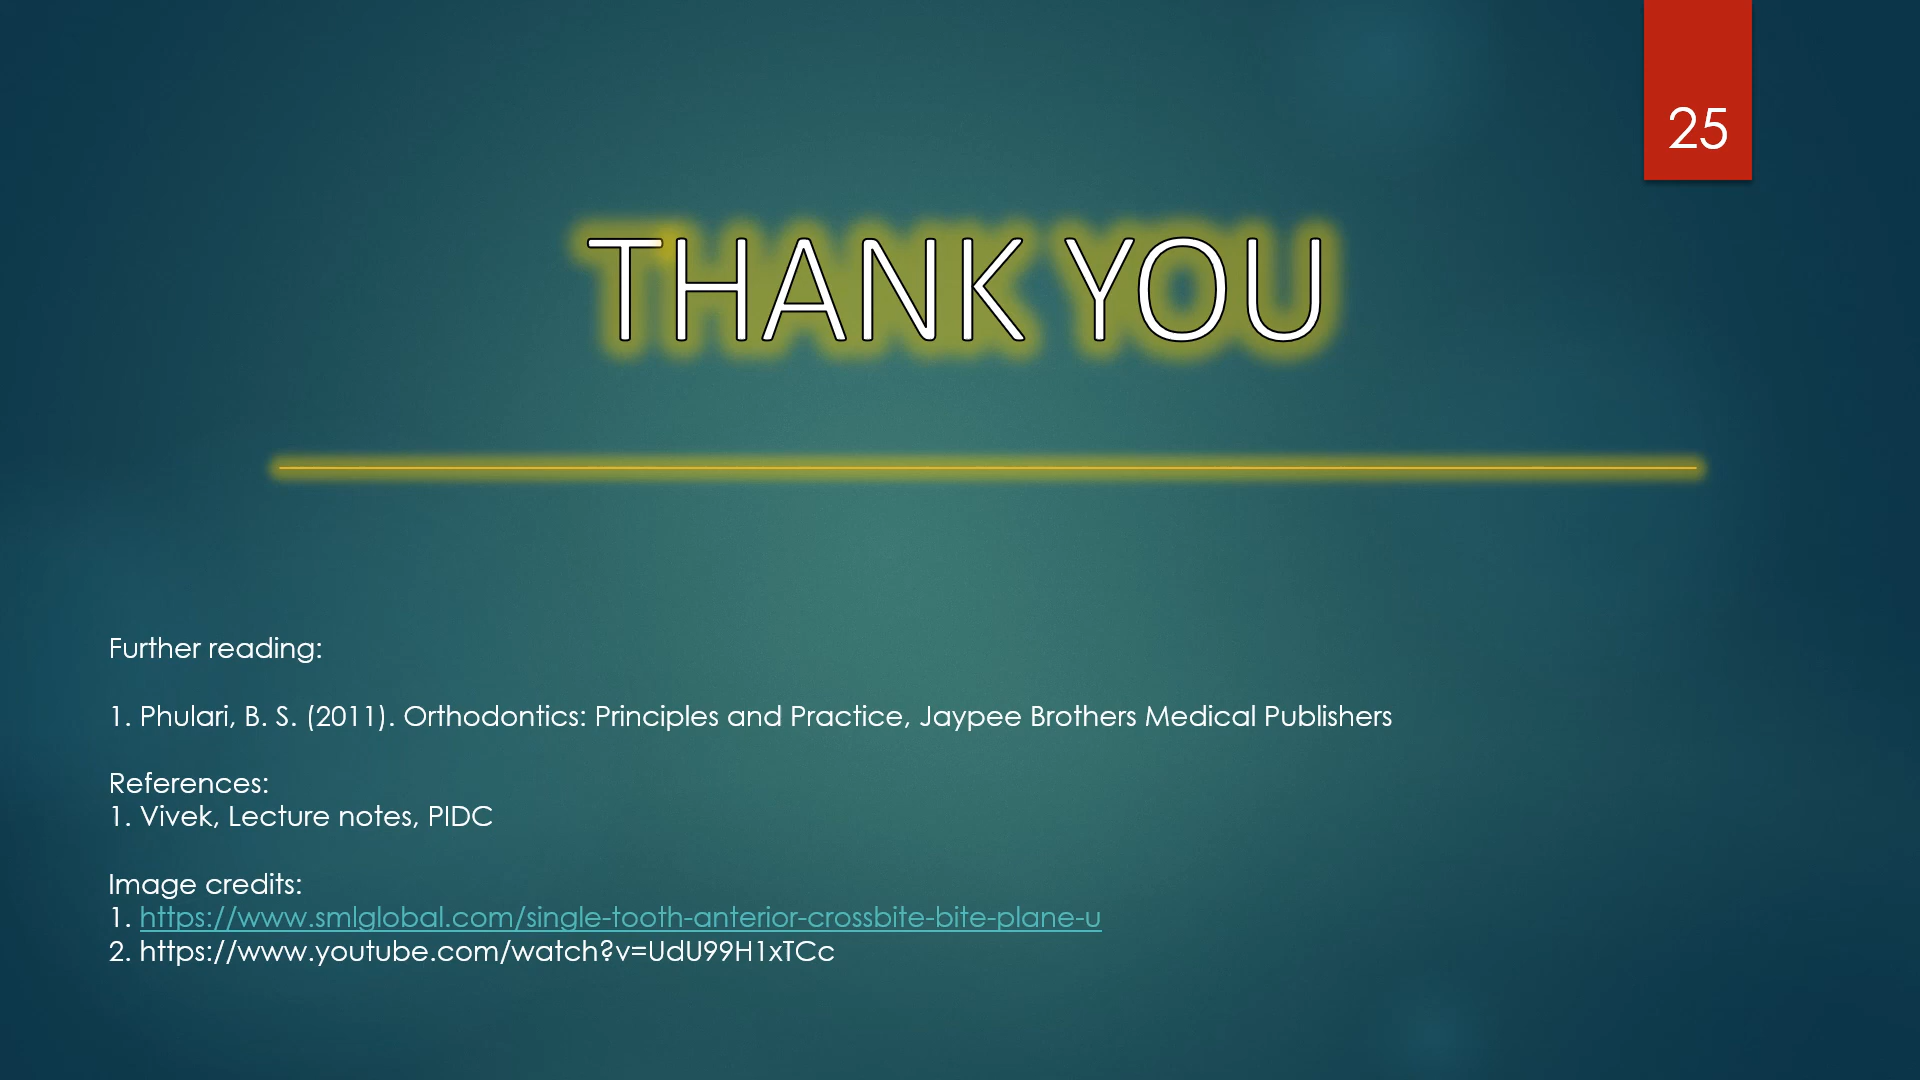 25
THANK YOU
Further reading:
1. Phulari, B. S. (2011). Orthodontics: Principles and Practice, Jaypee Brothers Medical Publishers
References:
1. Vivek, Lecture notes, PIDC
Image credits:
1. https://www.smlglobal.com/single-tooth-anterior-crossbite-bite-plane-u
2. https://www.youtube.com/watch?v=UdU99H1xTCc